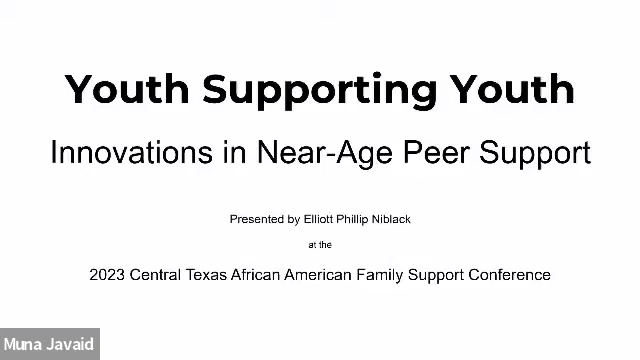 Youth Supporting Youth
Innovations in Near-Age Peer Support
Presented by Elliott Phillip Niblack
at the
2023 Central Texas African American Family Support Conference
Muna Javaid